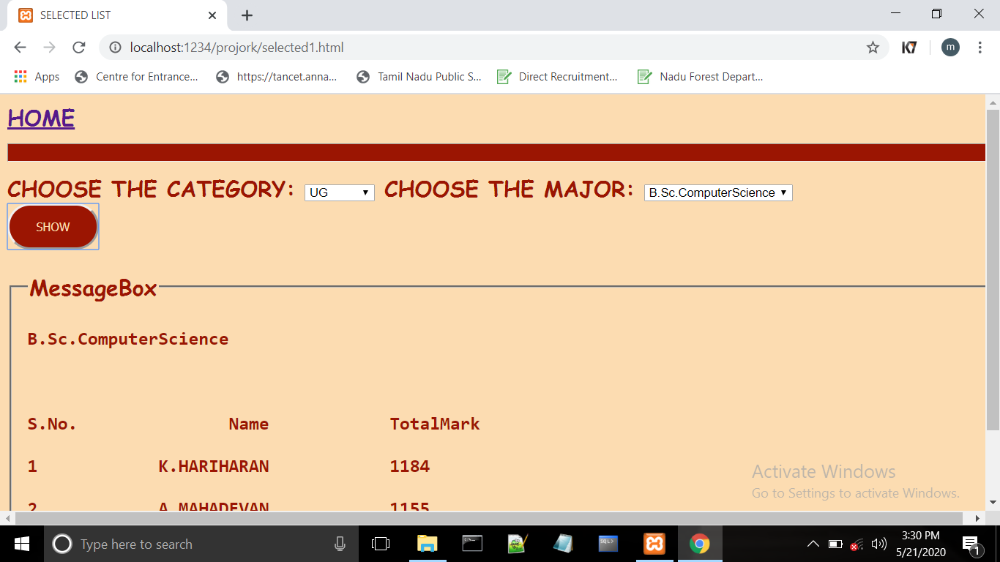 SELECTED LIST
localhost:1234/projork/selected1.html
K7
m
Apps Centre for Entrance... https://tancet.anna... Tamil Nadu Public S... Direct Recruitment... Nadu Forest Depart...
HOME
CHOOSE THE CATEGORY: UG CHOOSE THE MAJOR: B.Sc.ComputerScience
SHOW
MessageBox
B.Sc.ComputerScience
S.No. Name TotalMark
1 K.HARIHARAN 1184
2 A.MAHADEVAN 1155
Activate Windows
Go to Settings to activate Windows.
Type here to search
3:30 PM
5/21/2020
1